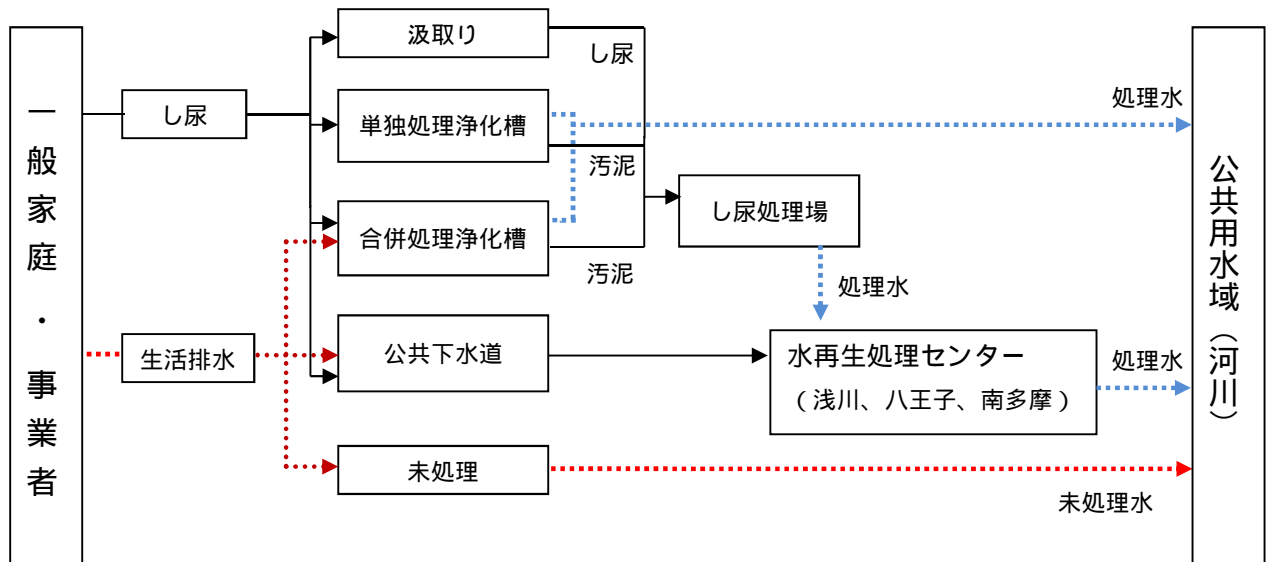 一般家庭・事業者
し尿
生活排水
汲取り
単独処理浄化槽
合併処理浄化槽
公共下水道
未処理
し尿
汚泥
汚泥
し尿処理場
処理水
水再生処理センター
（浅川、八王子、南多摩）
処理水
処理水
未処理水
公共用水域（河川）